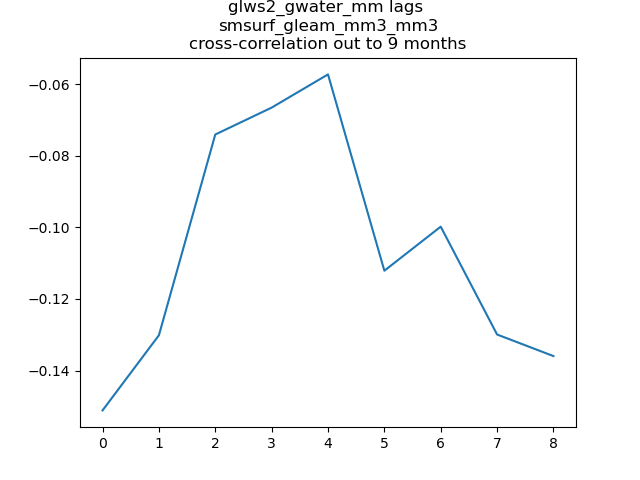 glws2_gwater_mm lags
smsurf_gleam_mm3_mm3
cross-correlation out to 9 months
−0.06
−0.08
−0.10
−0.12
−0.14
0 1 2 3 4 5 6 7 8